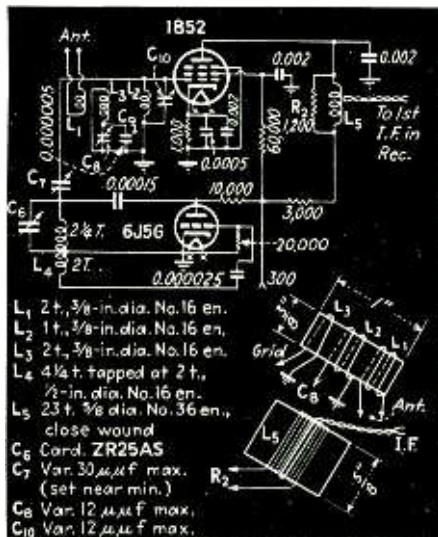 1852
Ant.
C10
0.002
0.002
L1
L2
C9
C8
0.000005
1,000
0.002
0.0005
60,000
R2
1,200
L5
To 1st
I.F. in
Rec.
C7
0.00015
10,000
3,000
C6
2¼ T.
6J5G
20,000
L4
2T.
0.000025
300
L1 2 t., 3/8-in. dia. No. 16 en.
L2 1 t., 3/8-in. dia. No. 16 en.
L3 2 t., 3/8-in. dia. No. 16 en.
L4 4¼ t. tapped at 2 t.,
1/2-in. dia. No. 16 en.
L5 23 t. 3/8 dia. No. 36 en.,
close wound
C6 Card. ZR25AS
C7 Var. 30 μμf max.
(set near min.)
C8 Var. 12 μμf max.
C10 Var. 12 μμf max.
1"
3/8
L3
L2
L1
Grid
C8
Ant.
L5
I.F.
R2